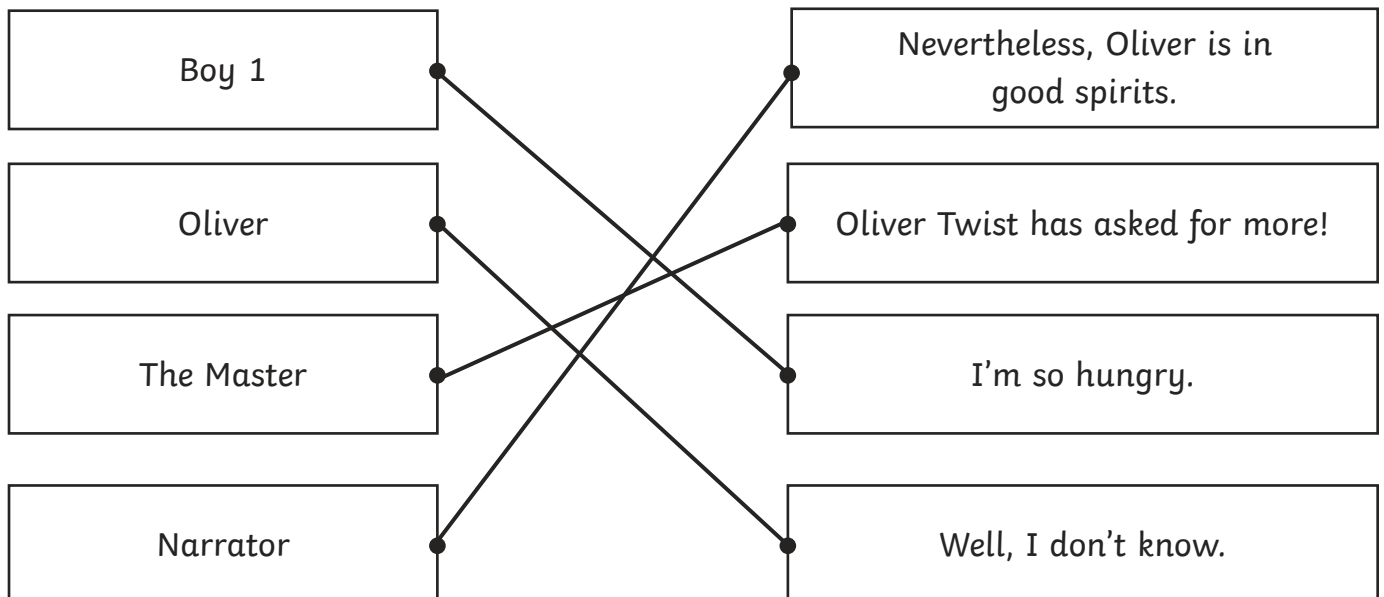 Boy 1
Nevertheless, Oliver is in
good spirits.
Oliver
Oliver Twist has asked for more!
The Master
I'm so hungry.
Narrator
Well, I don't know.